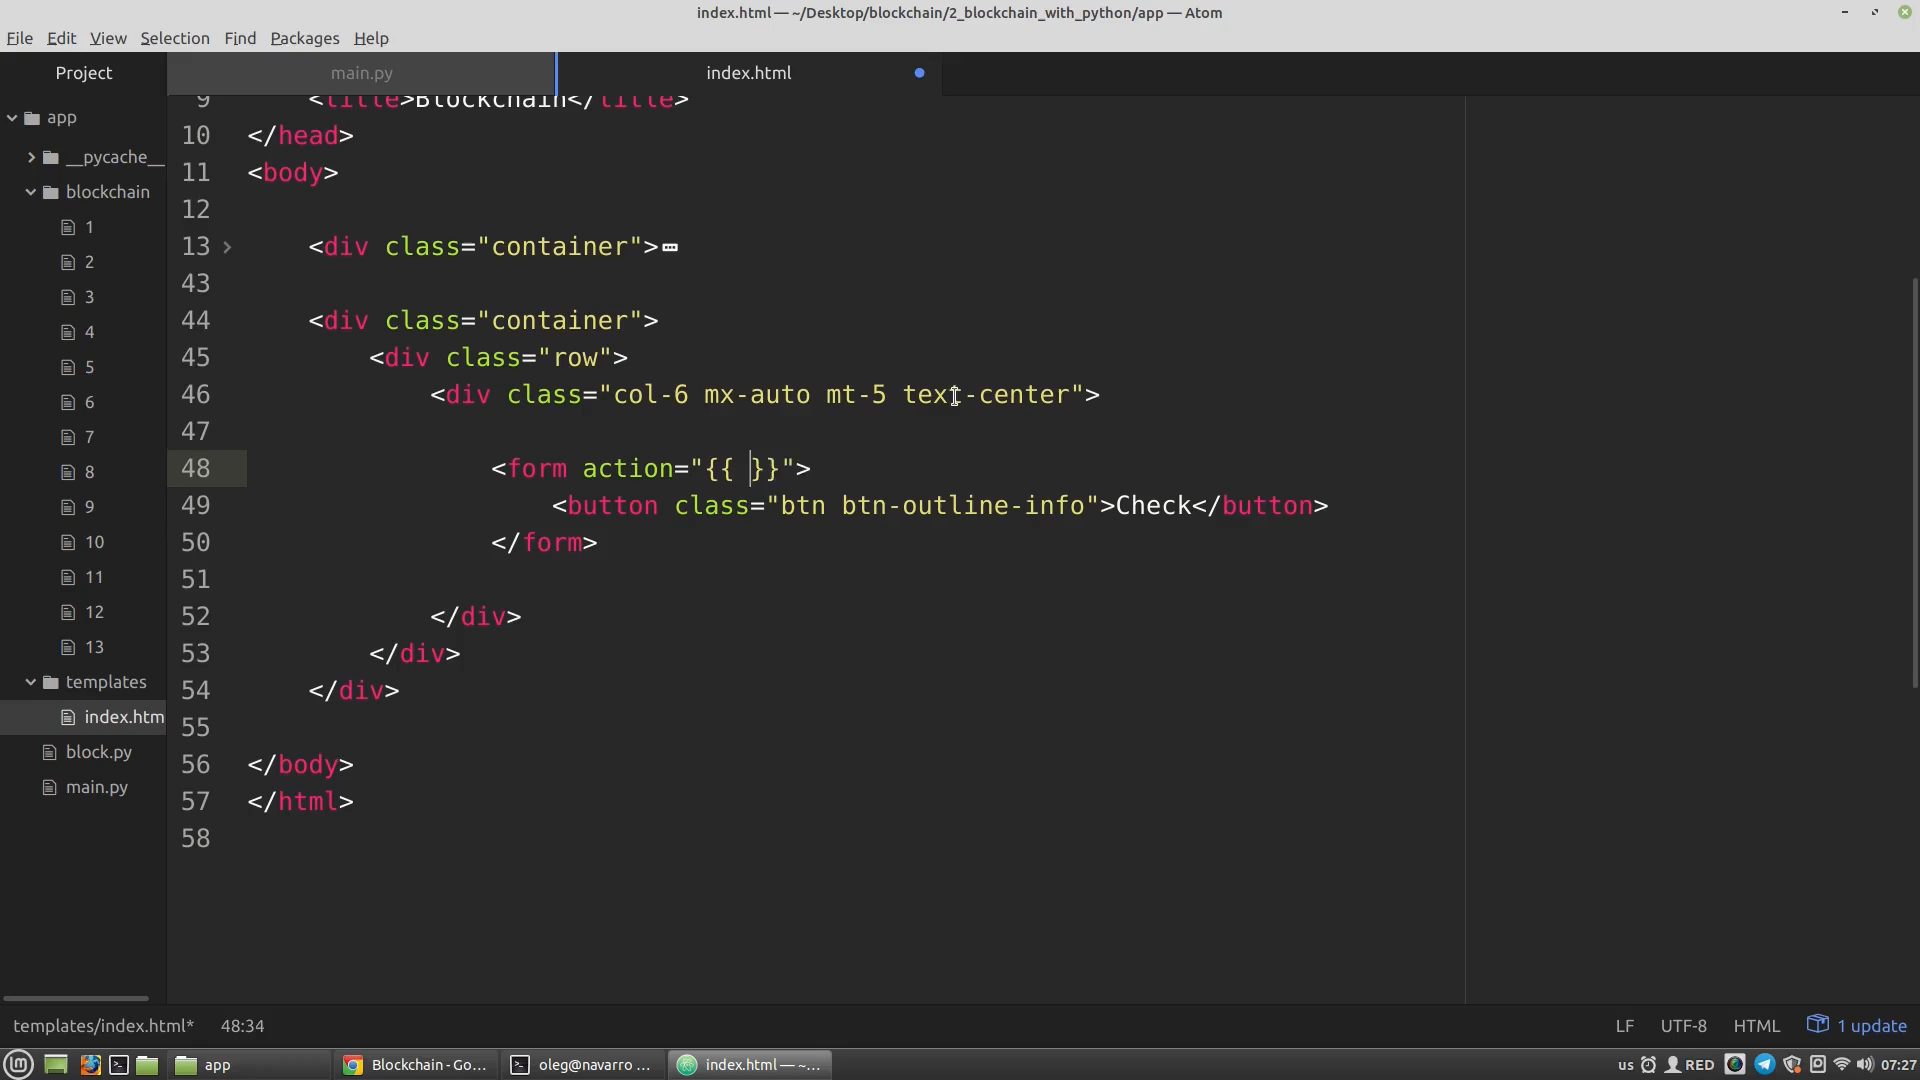 index.html — ~/Desktop/blockchain/2_blockchain_with_python/app — Atom
File Edit View Selection Find Packages Help
Project
main.py
index.html
app
__pycache__
blockchain
1
2
3
4
5
6
7
8
9
10
11
12
13
templates
index.htm
block.py
main.py
9 <title>Blockchain</title>
10 </head>
11 <body>
12
13 <div class="container">
43
44 <div class="container">
45 <div class="row">
46 <div class="col-6 mx-auto mt-5 text-center">
47
48 <form action="{{ }}">
49 <button class="btn btn-outline-info">Check</button>
50 </form>
51
52 </div>
53 </div>
54 </div>
55
56 </body>
57 </html>
58
templates/index.html* 48:34 LF UTF-8 HTML 1 update
app Blockchain - Go... oleg@navarro ... index.html — ~... us RED 07:27